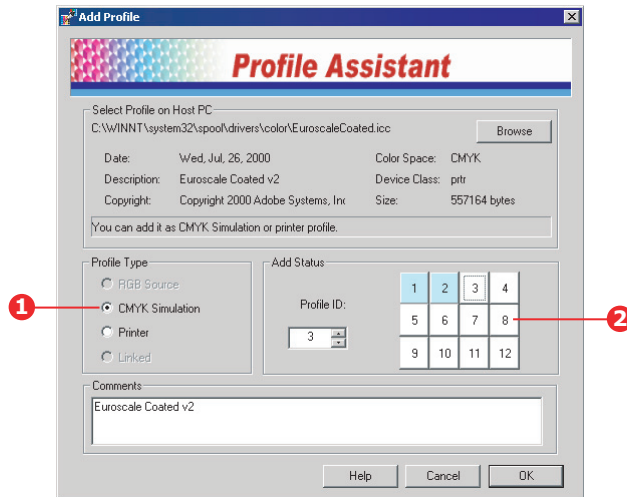 Add Profile
Profile Assistant
Select Profile on Host PC
C:\WINNT\system32\spool\drivers\color\EuroscaleCoated.icc
Browse
Date: Wed, Jul, 26, 2000 Color Space: CMYK
Description: Euroscale Coated v2 Device Class: prtr
Copyright: Copyright 2000 Adobe Systems, Inc Size: 557164 bytes
You can add it as CMYK Simulation or printer profile.
Profile Type
RGB Source
1 CMYK Simulation
Printer
Linked
Add Status
Profile ID:
3
1 2 3 4
5 6 7 8 2
9 10 11 12
Comments
Euroscale Coated v2
Help Cancel OK